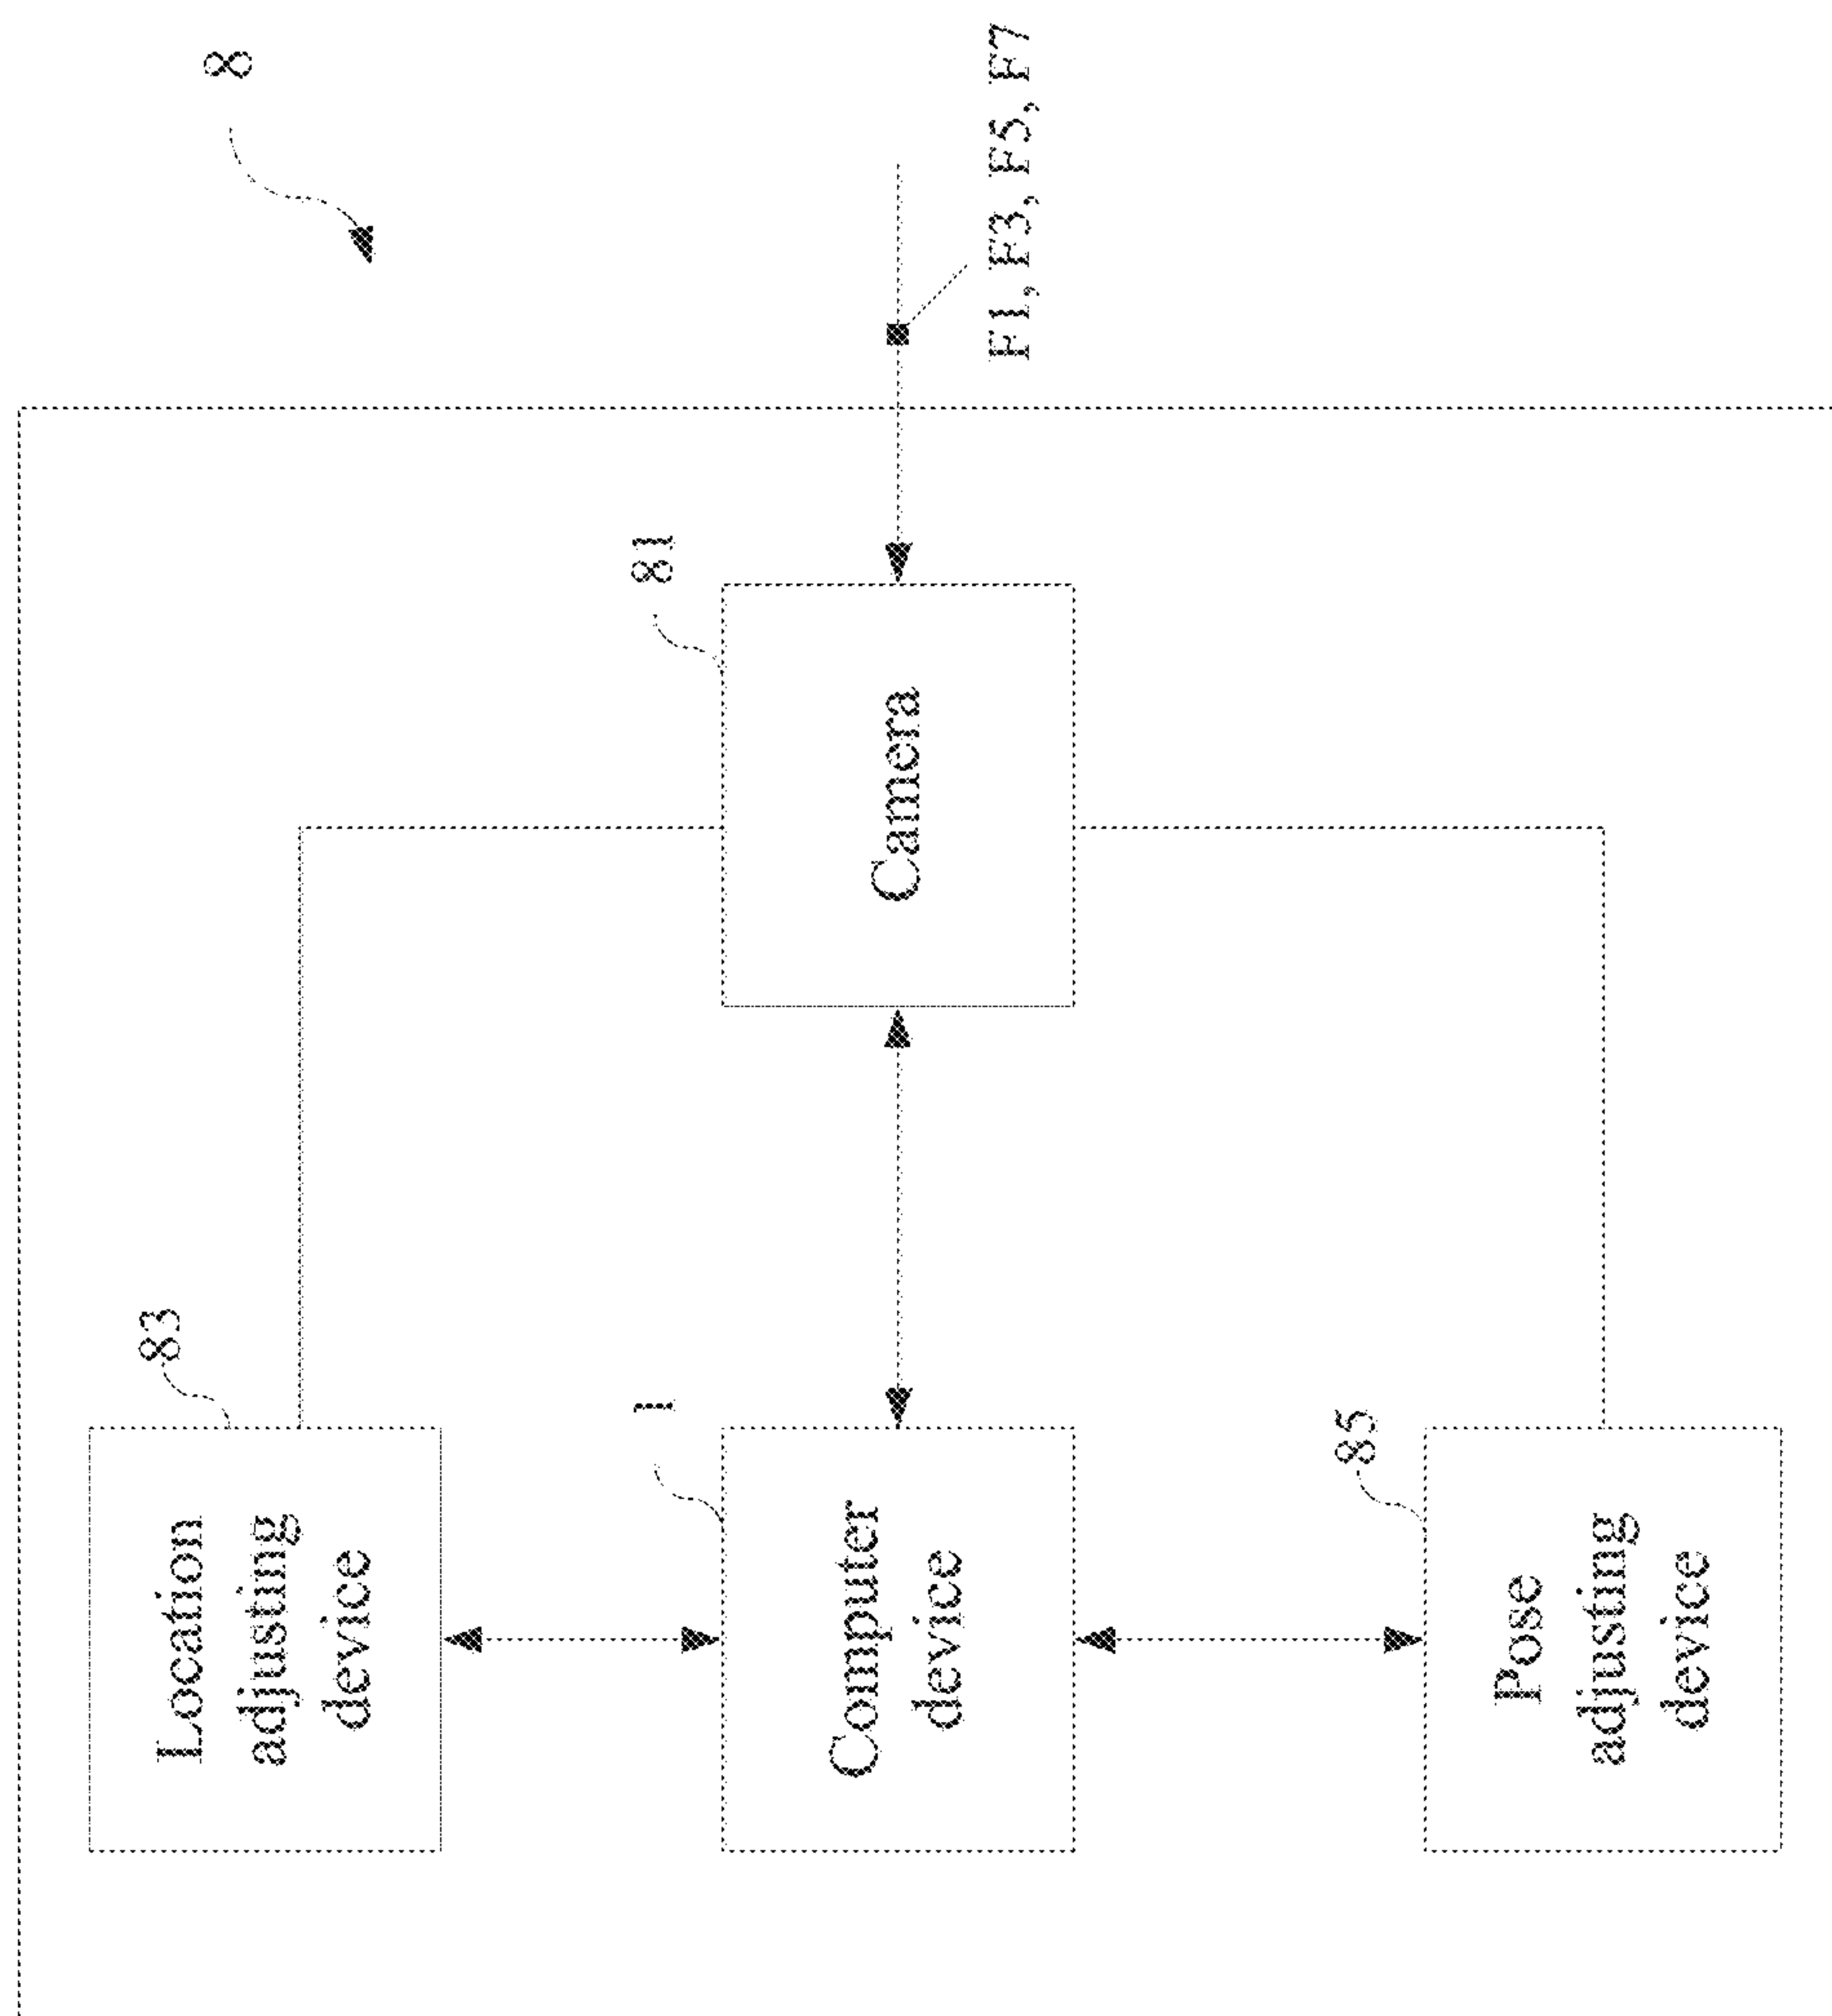 8
F1, F3, F5, F7
81
Camera
83
Location
adjusting
device
1
Computer
device
85
Pose
adjusting
device